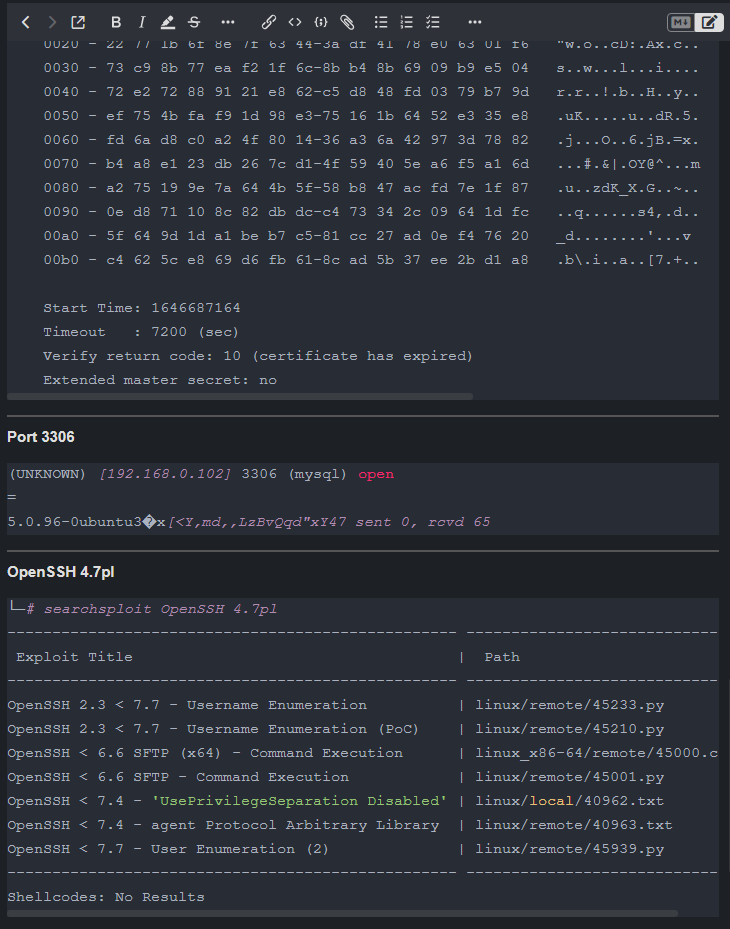 B I S ...
M↓
0020 - 22 77 1b 6f 8e 7f 63 44-3a df 41 78 e0 63 01 f6 "w.o..cD:.Ax.c..
0030 - 73 c9 8b 77 ea f2 1f 6c-8b b4 8b 69 09 b9 e5 04 s..w...l...i....
0040 - 72 e2 72 88 91 21 e8 62-c5 d8 48 fd 03 79 b7 9d r.r..!.b..H..y..
0050 - ef 75 4b fa f9 1d 98 e3-75 16 1b 64 52 e3 35 e8 .uK.....u..dR.5.
0060 - fd 6a d8 c0 a2 4f 80 14-36 a3 6a 42 97 3d 78 82 .j...O..6.jB.=x.
0070 - b4 a8 e1 23 db 26 7c d1-4f 59 40 5e a6 f5 a1 6d ...#.&|.OY@^...m
0080 - a2 75 19 9e 7a 64 4b 5f-58 b8 47 ac fd 7e 1f 87 .u..zdK_X.G..~..
0090 - 0e d8 71 10 8c 82 db dc-c4 73 34 2c 09 64 1d fc ..q......s4,.d..
00a0 - 5f 64 9d 1d a1 be b7 c5-81 cc 27 ad 0e f4 76 20 _d........'...v
00b0 - c4 62 5c e8 69 d6 fb 61-8c ad 5b 37 ee 2b d1 a8 .b\.i..a..[7.+..
Start Time: 1646687164
Timeout : 7200 (sec)
Verify return code: 10 (certificate has expired)
Extended master secret: no
Port 3306
(UNKNOWN) [192.168.0.102] 3306 (mysql) open
=
5.0.96-0ubuntu3�x[<Y,md,,LzBvQqd"xY47 sent 0, rcvd 65
OpenSSH 4.7pl
└─# searchsploit OpenSSH 4.7pl
-------------------------------------------------- ----------------------------
Exploit Title | Path
-------------------------------------------------- ----------------------------
OpenSSH 2.3 < 7.7 - Username Enumeration | linux/remote/45233.py
OpenSSH 2.3 < 7.7 - Username Enumeration (PoC) | linux/remote/45210.py
OpenSSH < 6.6 SFTP (x64) - Command Execution | linux_x86-64/remote/45000.c
OpenSSH < 6.6 SFTP - Command Execution | linux/remote/45001.py
OpenSSH < 7.4 - 'UsePrivilegeSeparation Disabled' | linux/local/40962.txt
OpenSSH < 7.4 - agent Protocol Arbitrary Library | linux/remote/40963.txt
OpenSSH < 7.7 - User Enumeration (2) | linux/remote/45939.py
-------------------------------------------------- ----------------------------
Shellcodes: No Results